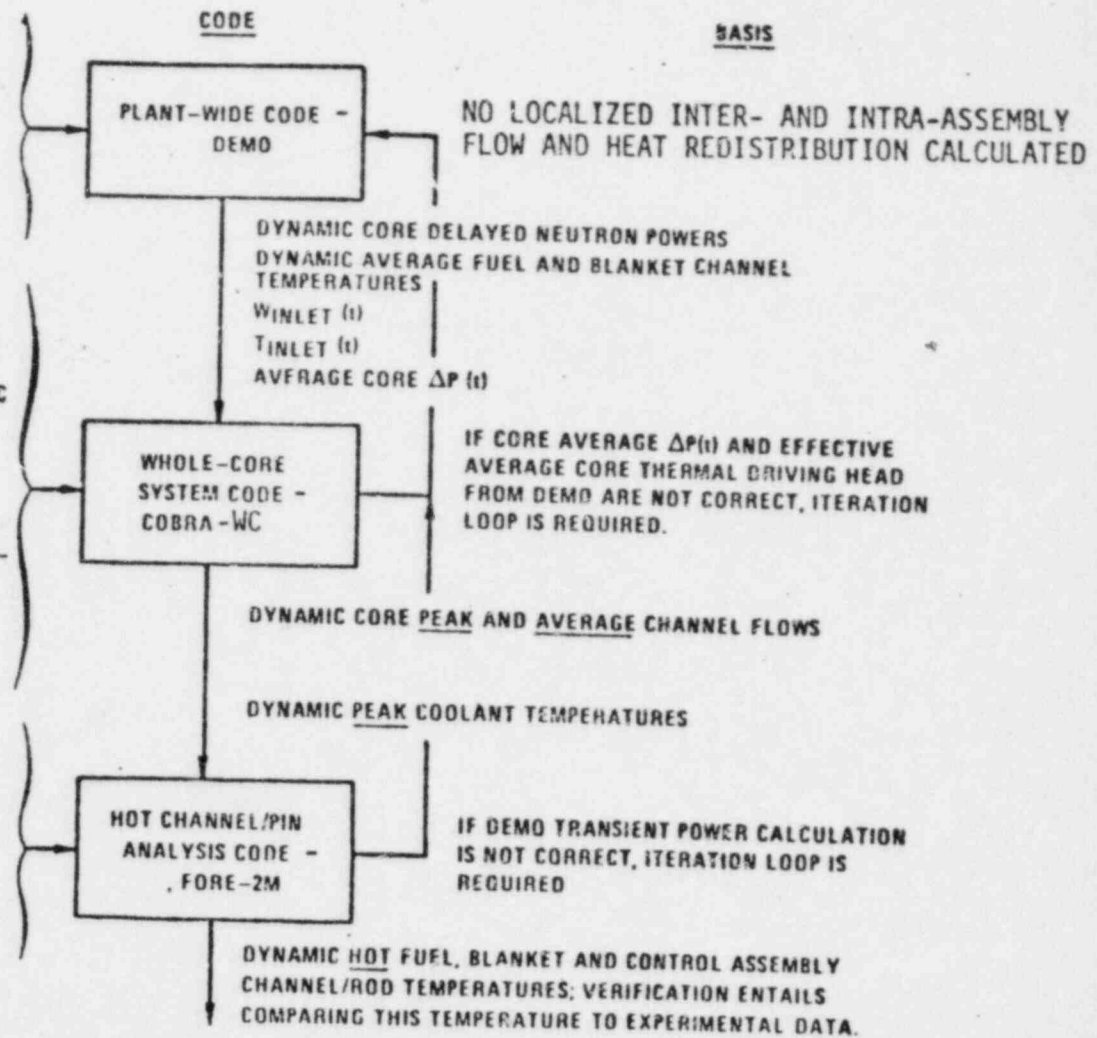 CODE
BASIS
PLANT-WIDE CODE -
DEMO
NO LOCALIZED INTER- AND INTRA-ASSEMBLY
FLOW AND HEAT REDISTRIBUTION CALCULATED
DYNAMIC CORE DELAYED NEUTRON POWERS
DYNAMIC AVERAGE FUEL AND BLANKET CHANNEL
TEMPERATURES
WINLET (t)
TINLET (t)
AVERAGE CORE ΔP (t)
C
WHOLE-CORE
SYSTEM CODE -
COBRA-WC
IF CORE AVERAGE ΔP(t) AND EFFECTIVE
AVERAGE CORE THERMAL DRIVING HEAD
FROM DEMO ARE NOT CORRECT, ITERATION
LOOP IS REQUIRED.
DYNAMIC CORE PEAK AND AVERAGE CHANNEL FLOWS
DYNAMIC PEAK COOLANT TEMPERATURES
HOT CHANNEL/PIN
ANALYSIS CODE -
. FORE-2M
IF DEMO TRANSIENT POWER CALCULATION
IS NOT CORRECT, ITERATION LOOP IS
REQUIRED
DYNAMIC HOT FUEL, BLANKET AND CONTROL ASSEMBLY
CHANNEL/ROD TEMPERATURES; VERIFICATION ENTAILS
COMPARING THIS TEMPERATURE TO EXPERIMENTAL DATA.